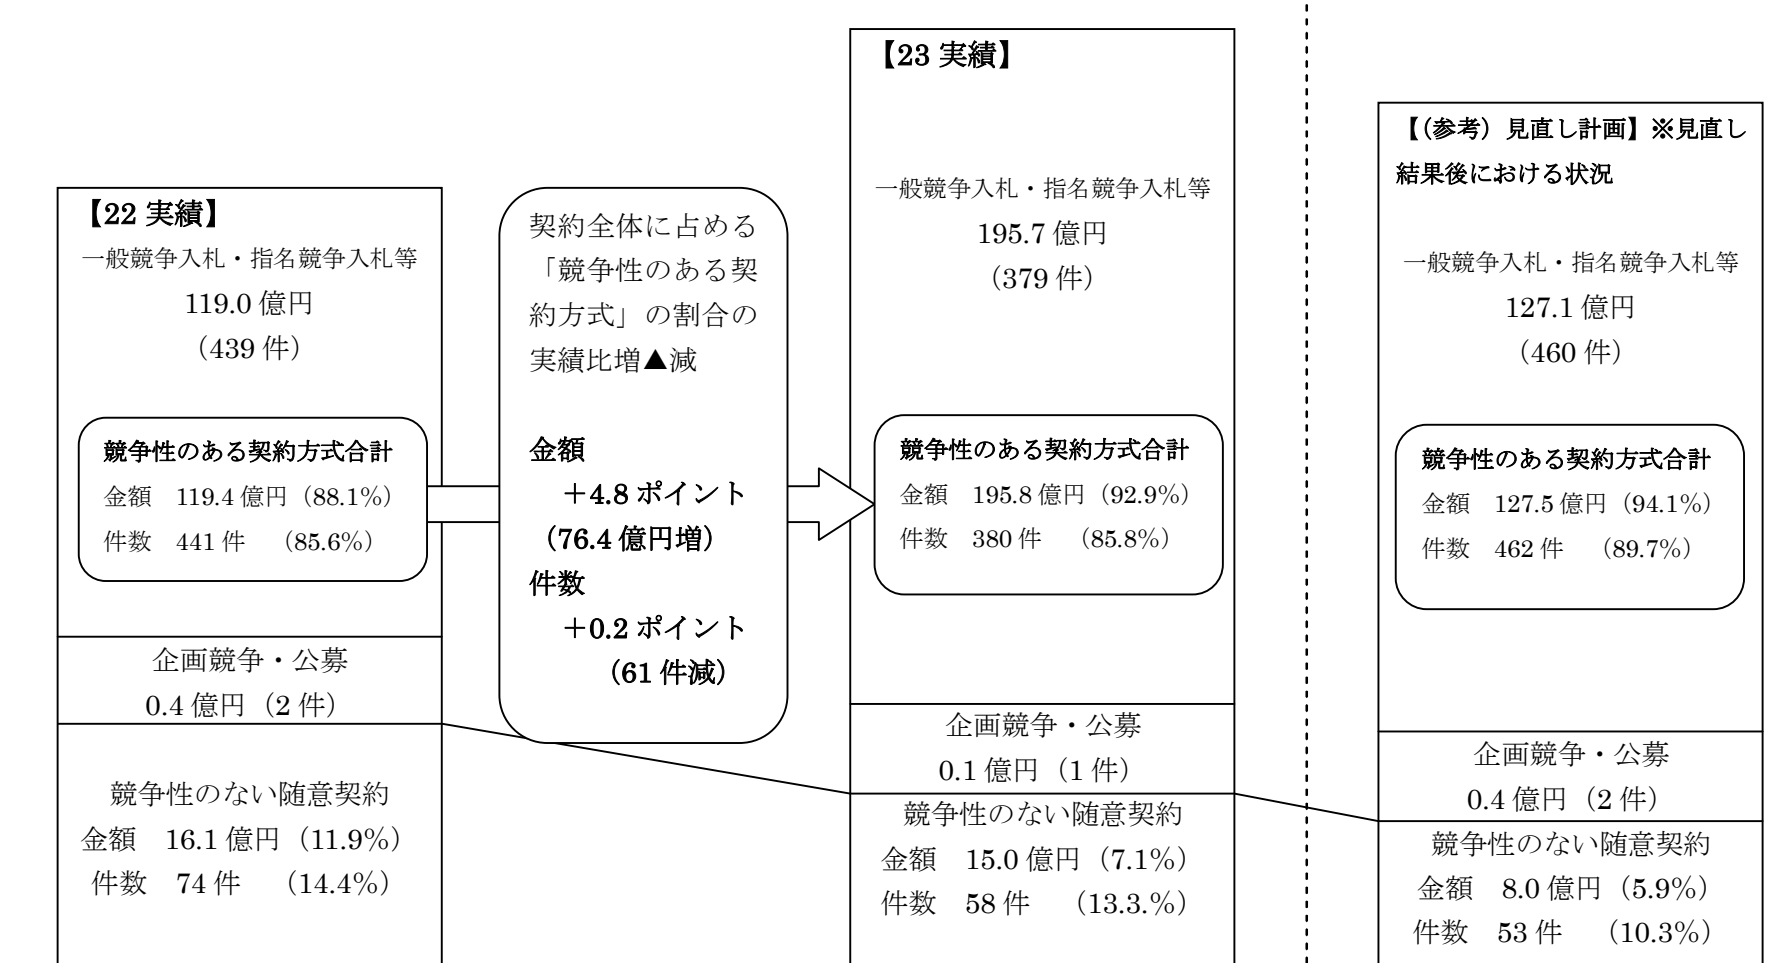 【22 実績】
一般競争入札・指名競争入札等
119.0 億円
（439 件）
競争性のある契約方式合計
金額　119.4 億円（88.1％）
件数　441 件　（85.6％）
企画競争・公募
0.4 億円（2 件）
競争性のない随意契約
金額　16.1 億円（11.9％）
件数　74 件　（14.4％）
契約全体に占める
「競争性のある契
約方式」の割合の
実績比増▲減
金額
＋4.8 ポイント
（76.4 億円増）
件数
＋0.2 ポイント
（61 件減）
【23 実績】
一般競争入札・指名競争入札等
195.7 億円
（379 件）
競争性のある契約方式合計
金額　195.8 億円（92.9％）
件数　380 件　（85.8％）
企画競争・公募
0.1 億円（1 件）
競争性のない随意契約
金額　15.0 億円（7.1％）
件数　58 件　（13.3.％）
【（参考）見直し計画】※見直し
結果後における状況
一般競争入札・指名競争入札等
127.1 億円
（460 件）
競争性のある契約方式合計
金額　127.5 億円（94.1％）
件数　462 件　（89.7％）
企画競争・公募
0.4 億円（2 件）
競争性のない随意契約
金額　8.0 億円（5.9％）
件数　53 件　（10.3％）